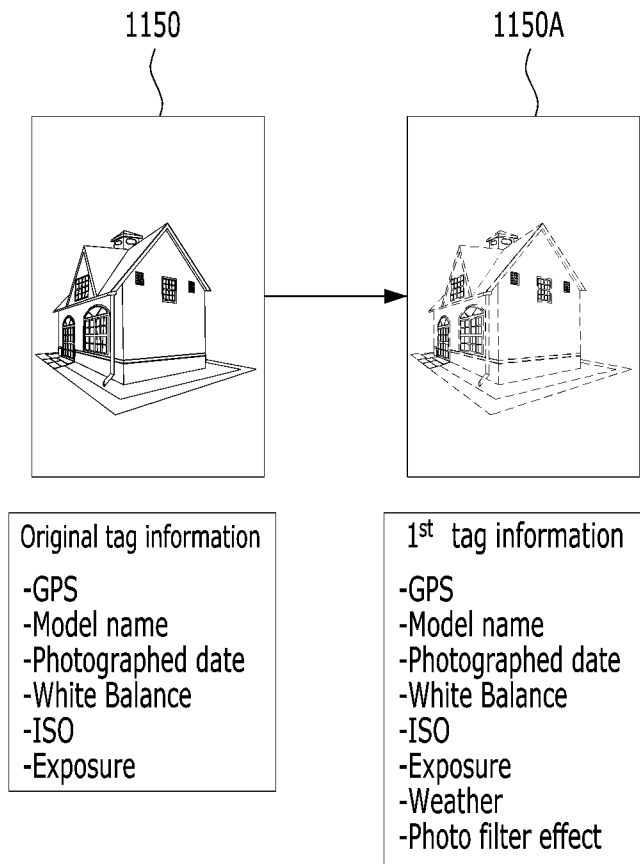 1150
1150A
Original tag information
-GPS
-Model name
-Photographed date
-White Balance
-ISO
-Exposure
1st tag information
-GPS
-Model name
-Photographed date
-White Balance
-ISO
-Exposure
-Weather
-Photo filter effect